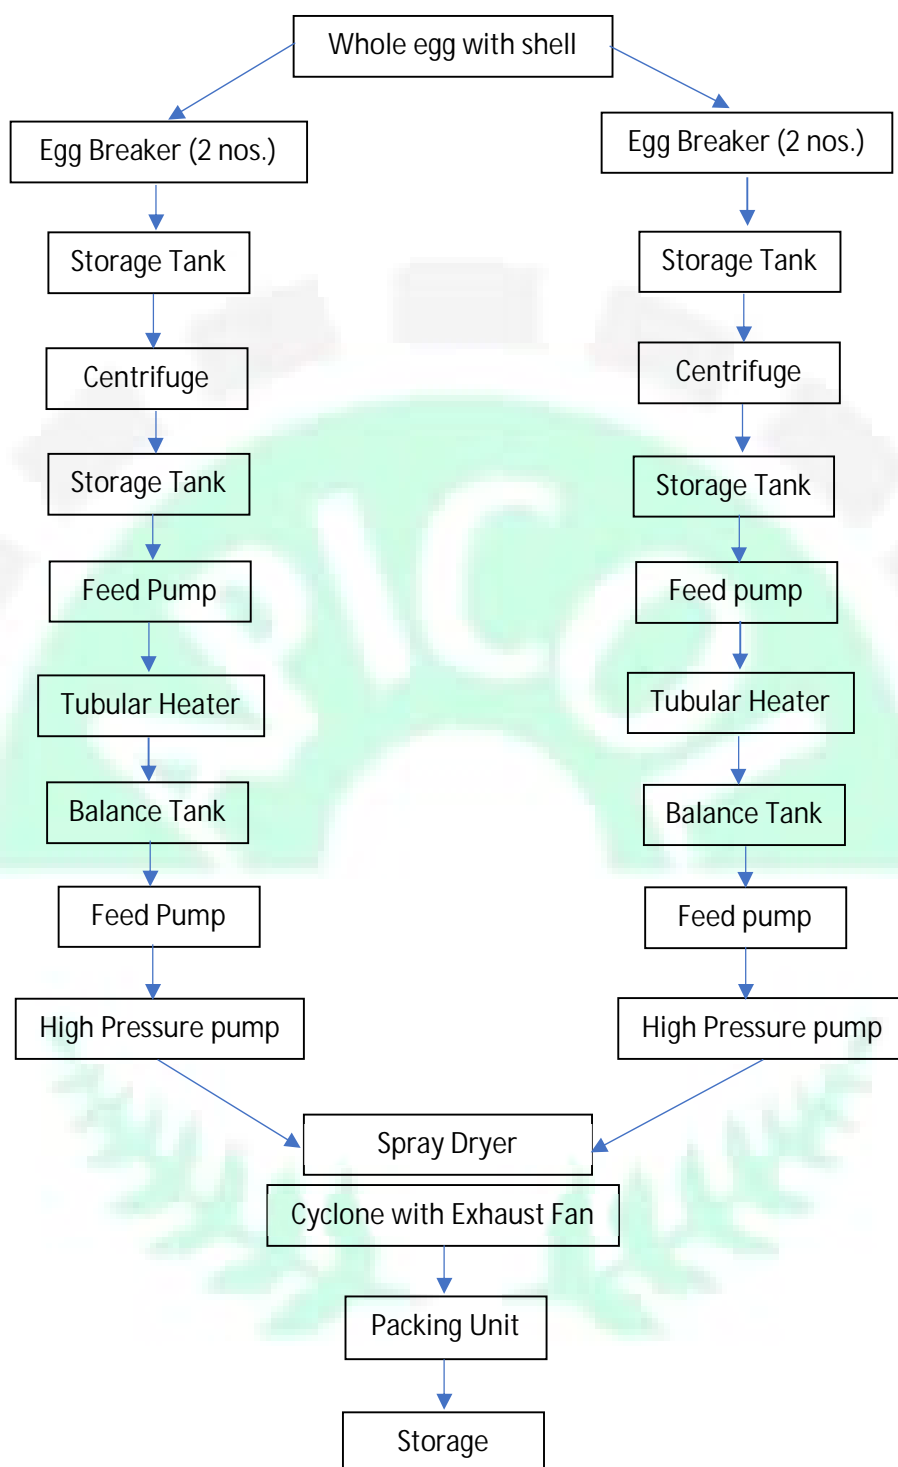 Whole egg with shell
Egg Breaker (2 nos.)
Egg Breaker (2 nos.)
Storage Tank
Storage Tank
Centrifuge
Centrifuge
Storage Tank
Storage Tank
Feed Pump
Feed pump
Tubular Heater
Tubular Heater
Balance Tank
Balance Tank
Feed Pump
Feed pump
High Pressure pump
High Pressure pump
Spray Dryer
Cyclone with Exhaust Fan
Packing Unit
Storage